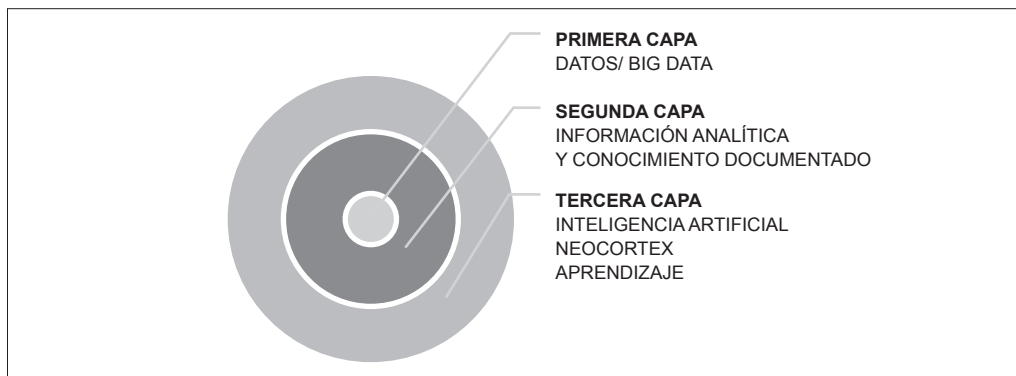 PRIMERA CAPA
DATOS/ BIG DATA
SEGUNDA CAPA
INFORMACIÓN ANALÍTICA
Y CONOCIMIENTO DOCUMENTADO
TERCERA CAPA
INTELIGENCIA ARTIFICIAL
NEOCORTEX
APRENDIZAJE